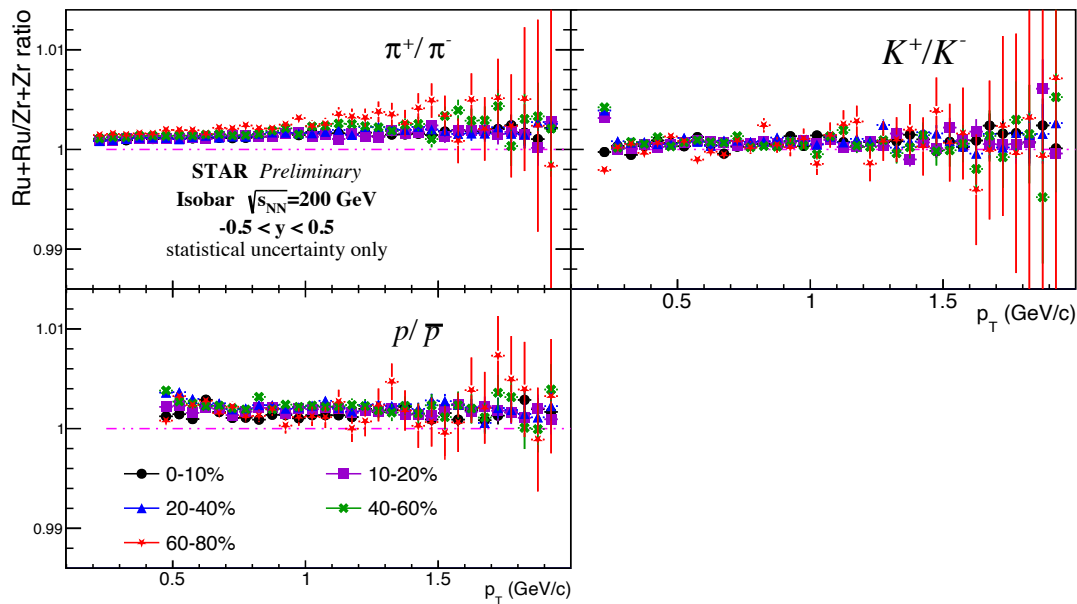 Ru+Ru/Zr+Zr ratio
1.01
1
0.99
π⁺/π⁻
K⁺/K⁻
STAR Preliminary
Isobar √sNN=200 GeV
-0.5 < y < 0.5
statistical uncertainty only
0.5
1
1.5
pT (GeV/c)
1.01
1
0.99
p/p̅
0-10%
10-20%
20-40%
40-60%
60-80%
0.5
1
1.5
pT (GeV/c)